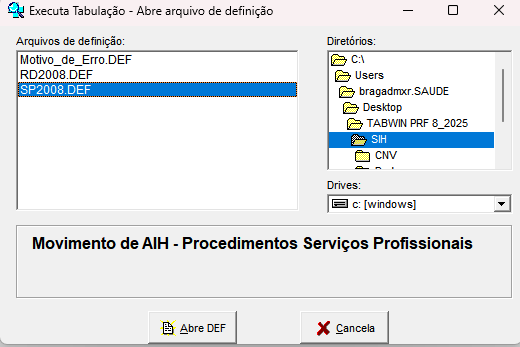 Executa Tabulação - Abre arquivo de definição
Arquivos de definição:
Motivo_de_Erro.DEF
RD2008.DEF
SP2008.DEF
Diretórios:
C:\
Users
bragadmxr.SAUDE
Desktop
TABWIN PRF 8_2025
SIH
CNV
Drives:
c: [windows]
Movimento de AIH - Procedimentos Serviços Profissionais
Abre DEF
Cancela